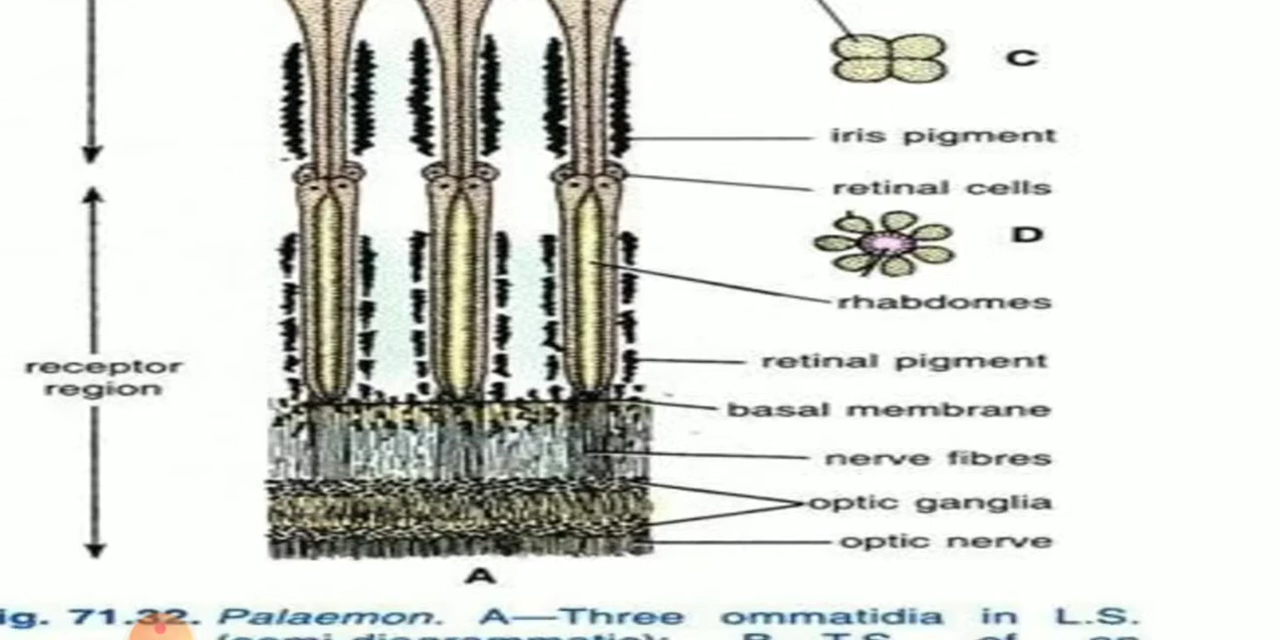 C
iris pigment
retinal cells
D
rhabdomes
receptor
region
retinal pigment
basal membrane
nerve fibres
optic ganglia
optic nerve
A
ig. 71.32. Palaemon. A—Three ommatidia in L.S.